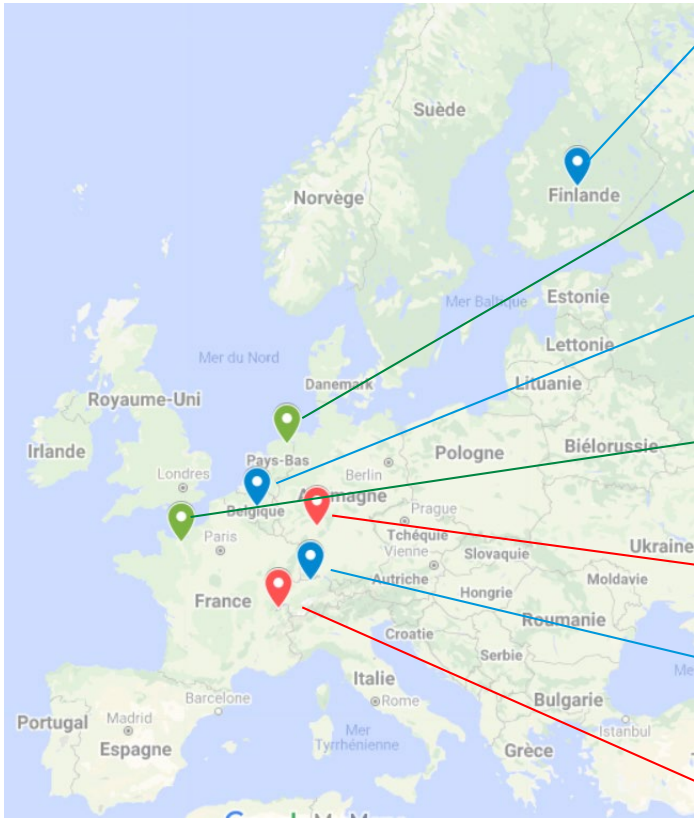 Suède
Finlande
Norvège
Mer Baltique
Estonie
Mer du Nord
Lettonie
Danemark
Lituanie
Royaume-Uni
Irlande
Pays-Bas
Pologne
Biélorussie
Londres
Berlin
Allemagne
Belgique
Prague
Paris
Tchéquie
Ukraine
Vienne
Slovaquie
Autriche
Moldavie
France
Hongrie
Roumanie
Croatie
Serbie
Italie
Me
Barcelone
Rome
Bulgarie
Portugal
Madrid
Istanbul
Espagne
Mer
Tyrrhénienne
Grèce